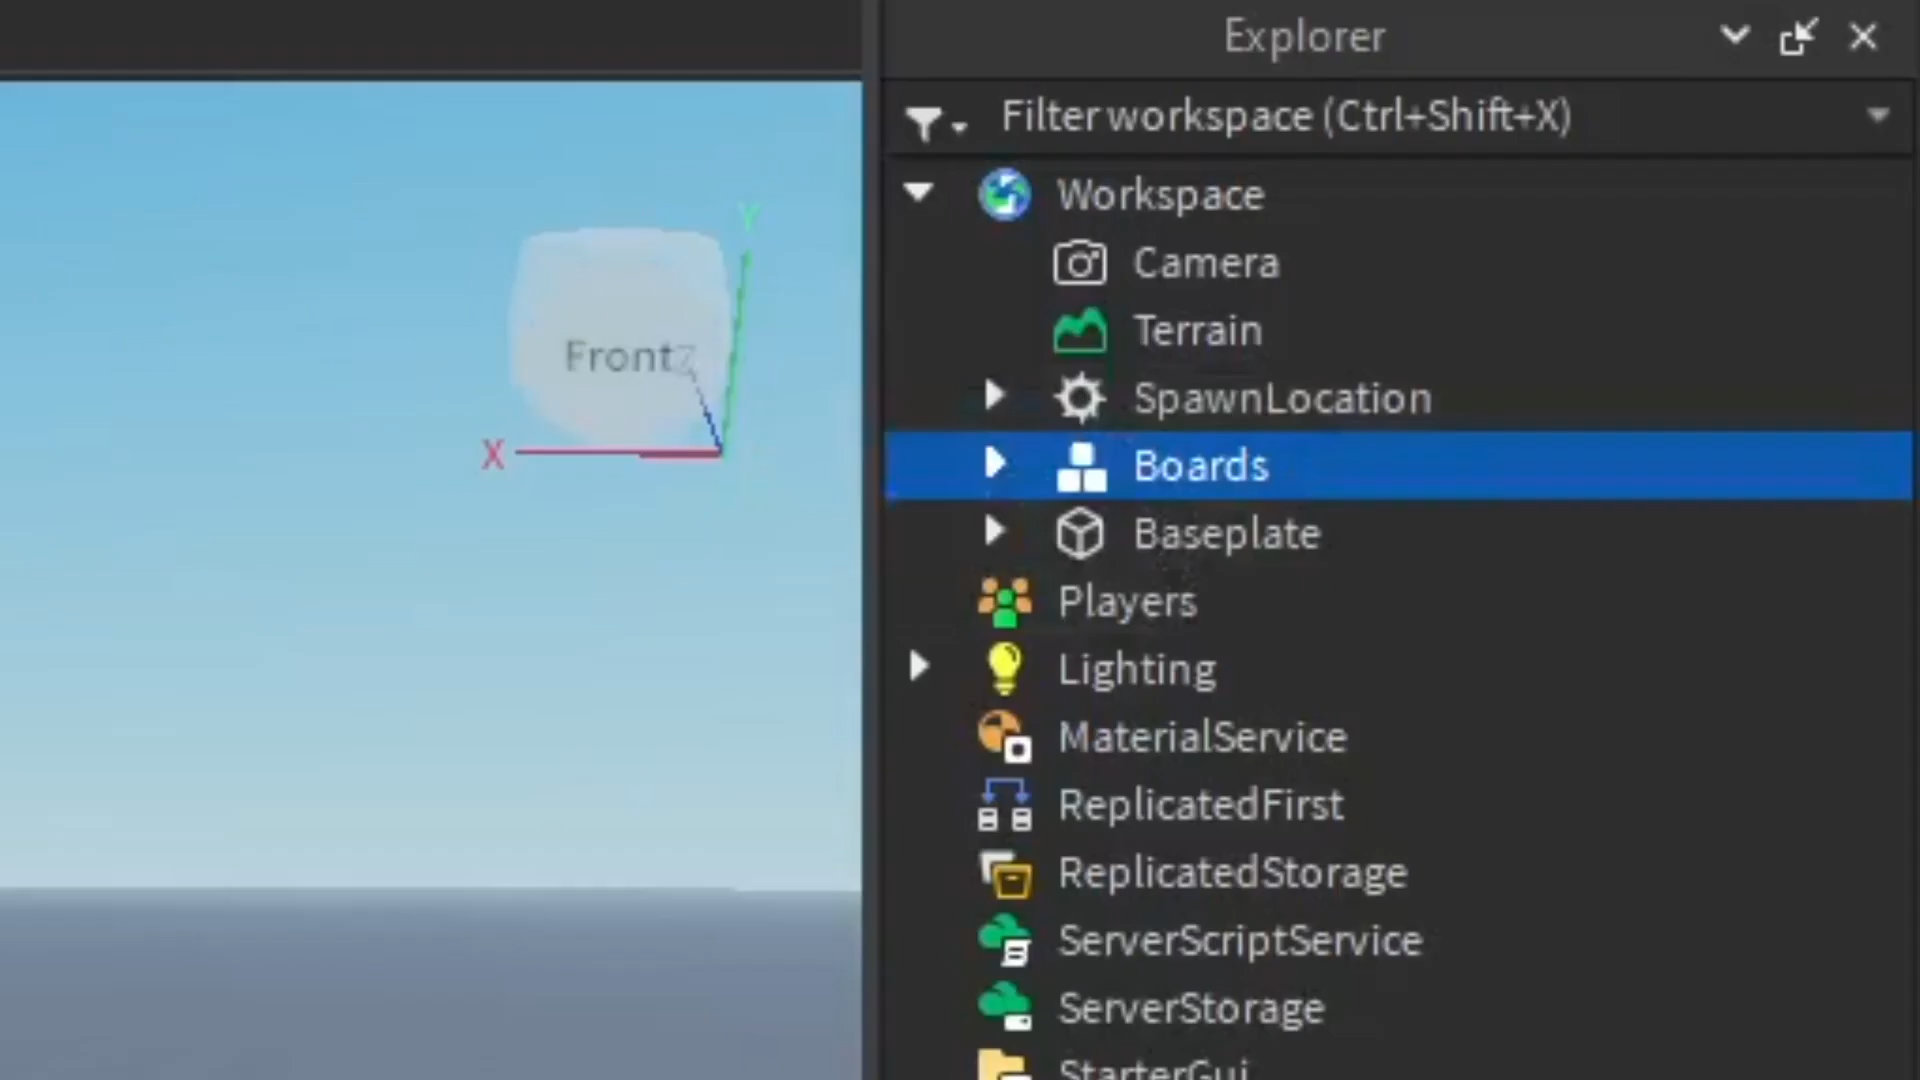 Explorer
Filter workspace (Ctrl+Shift+X)
Workspace
Camera
Terrain
SpawnLocation
Boards
Baseplate
Players
Lighting
MaterialService
ReplicatedFirst
ReplicatedStorage
ServerScriptService
ServerStorage
StarterGui
Y
Front
Z
X